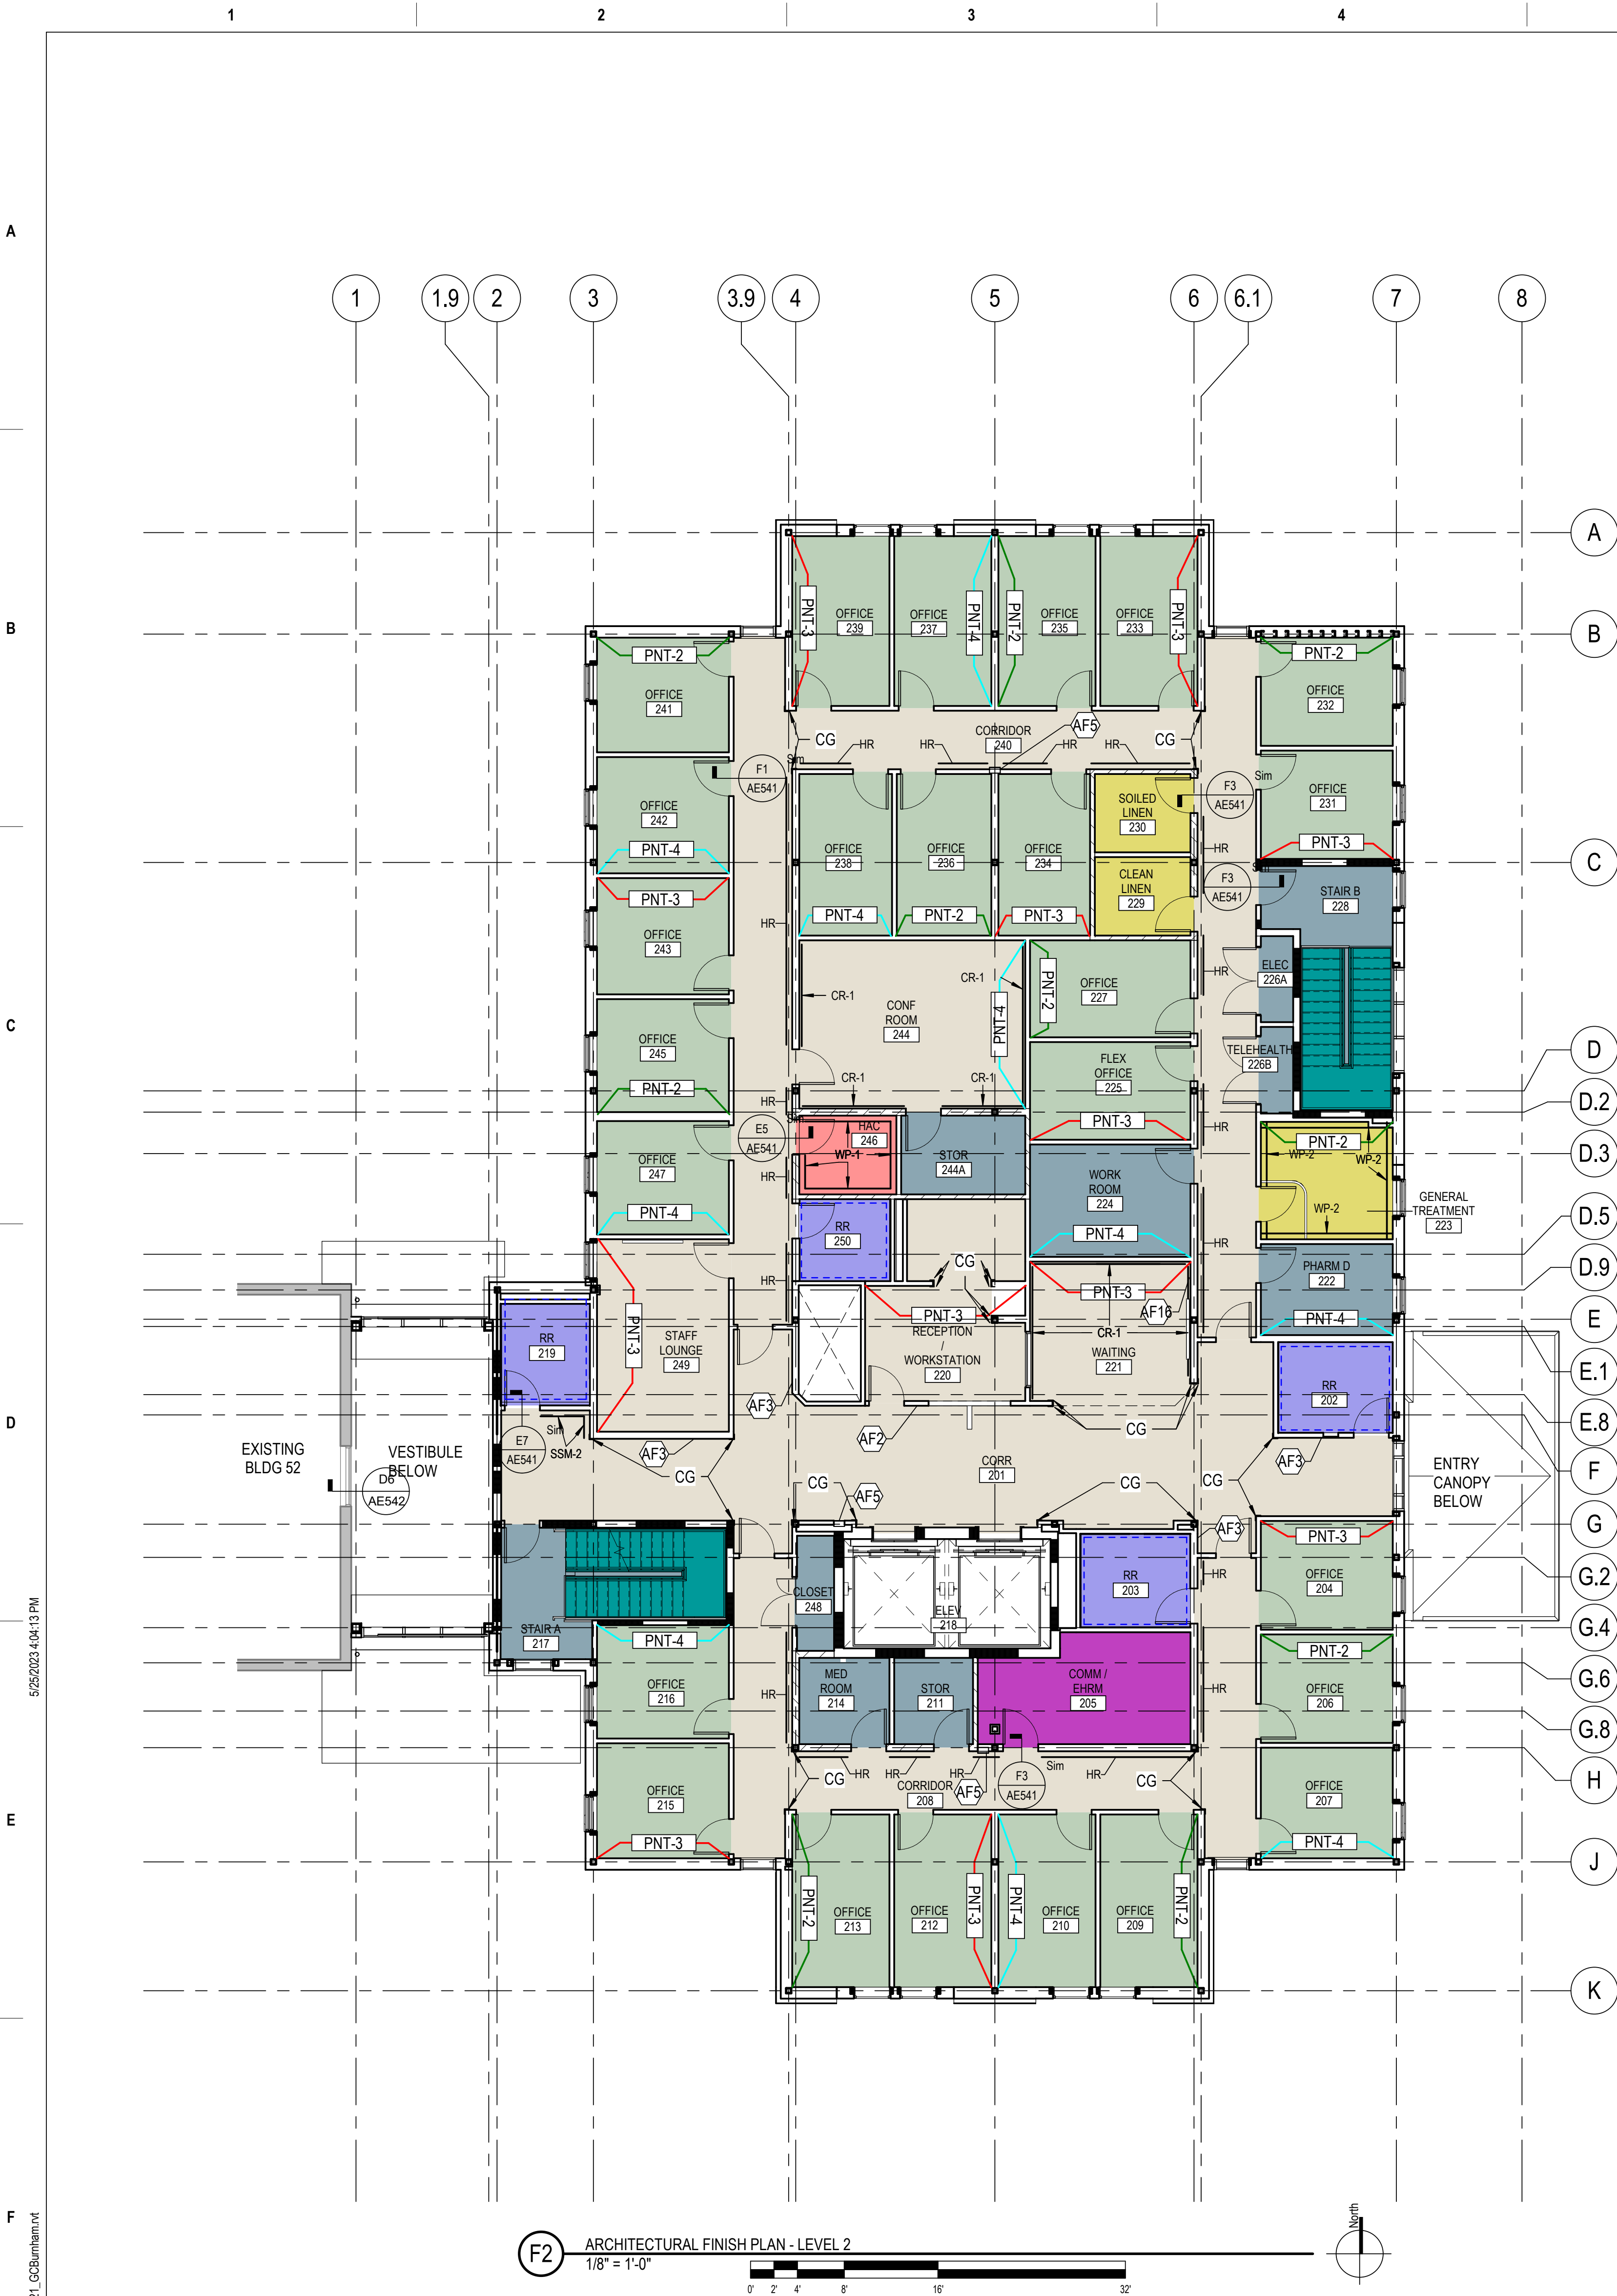 1 2 3 4
A
B
C
D
E
F
1 1.9 2 3 3.9 4 5 6 6.1 7 8
A
B
C
D
D.2
D.3
D.5
D.9
E
E.1
E.8
F
G
G.2
G.4
G.6
G.8
H
J
K
PNT-3
OFFICE
239
OFFICE
237
PNT-4
PNT-2
OFFICE
235
OFFICE
233
PNT-3
PNT-2
OFFICE
241
PNT-2
OFFICE
232
CG
HR
HR
CORRIDOR
240
AF5
HR
HR
CG
F1
AE541
Sim
OFFICE
242
PNT-4
OFFICE
238
PNT-4
OFFICE
236
PNT-2
OFFICE
234
PNT-3
SOILED
LINEN
230
F3
AE541
Sim
HR
OFFICE
231
PNT-3
CLEAN
LINEN
229
F3
AE541
STAIR B
228
PNT-3
OFFICE
243
HR
CR-1
CR-1
CONF
ROOM
244
PNT-4
PNT-2
OFFICE
227
HR
ELEC
226A
OFFICE
245
PNT-2
HR
CR-1
CR-1
FLEX
OFFICE
225
PNT-3
HR
TELEHEALTH
226B
E5
AE541
Sim
HAC
246
WP-1
STOR
244A
OFFICE
247
PNT-4
HR
WORK
ROOM
224
PNT-4
PNT-2
WP-2
WP-2
WP-2
GENERAL
TREATMENT
223
HR
RR
250
HR
CG
PHARM D
222
PNT-4
RR
219
PNT-3
STAFF
LOUNGE
249
PNT-3
RECEPTION
/
WORKSTATION
220
PNT-3
AF16
CR-1
WAITING
221
RR
202
AF3
EXISTING
BLDG 52
VESTIBULE
BELOW
D6
AE542
E7
AE541
Sim
SSM-2
AF3
CG
AF2
CORR
201
CG
CG
AF3
ENTRY
CANOPY
BELOW
CG
AF5
CG
AF3
STAIR A
217
CLOSET
248
ELEV
218
RR
203
HR
PNT-3
OFFICE
204
PNT-4
OFFICE
216
HR
MED
ROOM
214
STOR
211
COMM /
EHRM
205
HR
PNT-2
OFFICE
206
OFFICE
215
PNT-3
CG
HR
HR
CORRIDOR
208
HR
AF5
F3
AE541
Sim
HR
CG
OFFICE
207
PNT-4
PNT-2
OFFICE
213
OFFICE
212
PNT-3
PNT-4
OFFICE
210
OFFICE
209
PNT-2
5/25/2023 4:04:13 PM
F2
ARCHITECTURAL FINISH PLAN - LEVEL 2
1/8" = 1'-0"
0' 2' 4' 8' 16' 32'
North